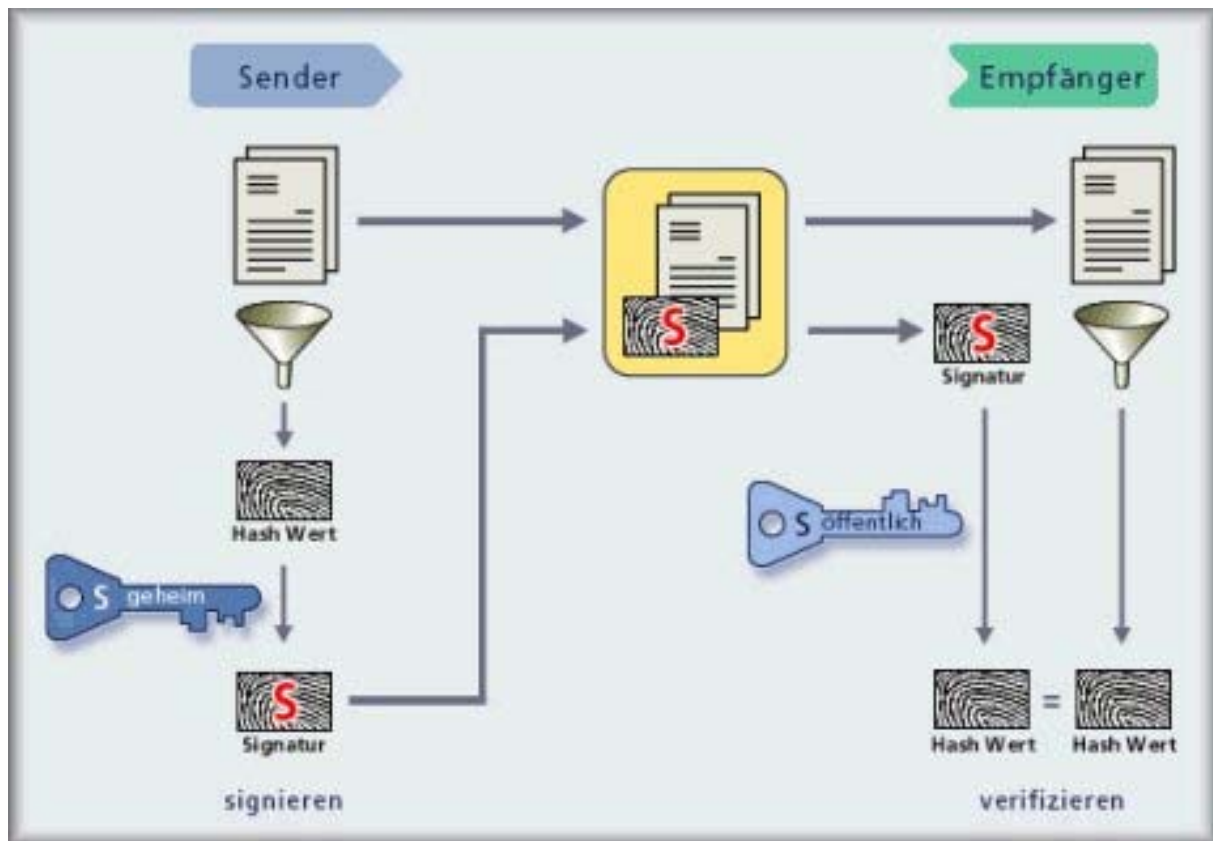 Sender
Empfänger
S
S
Signatur
Hash Wert
S öffentlich
S geheim
S
Signatur
Hash Wert
=
Hash Wert
signieren
verifizieren